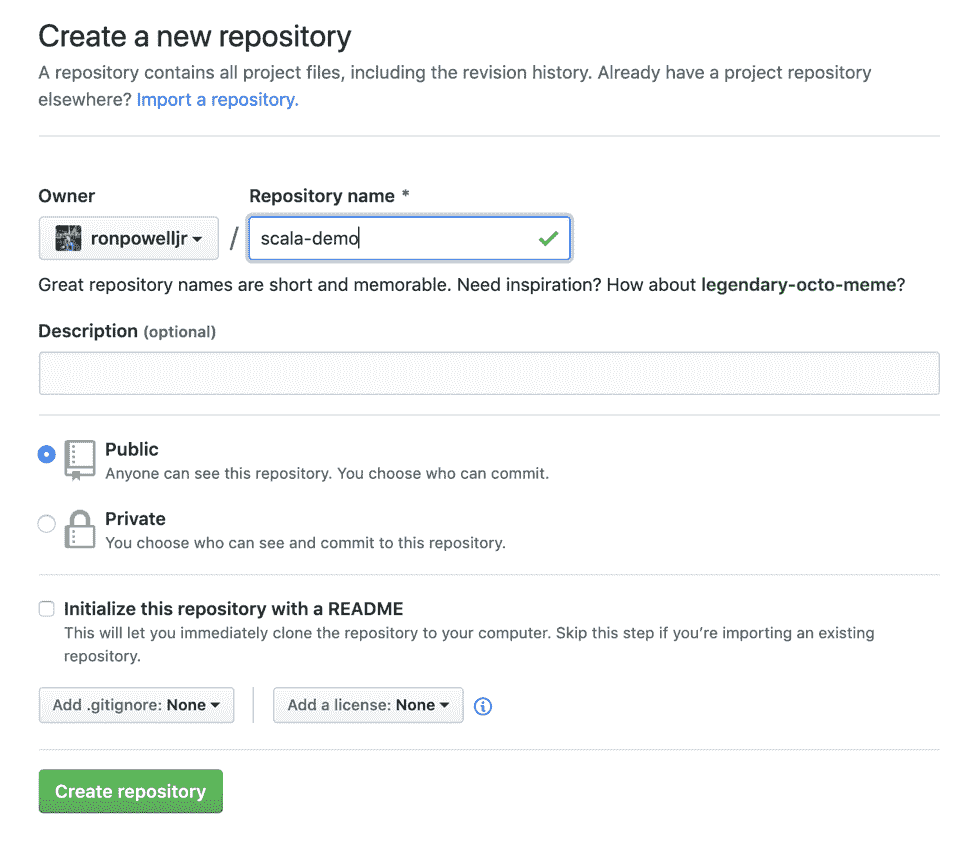 Create a new repository
A repository contains all project files, including the revision history. Already have a project repository
elsewhere? Import a repository.
Owner
Repository name *
ronpowelljr / scala-demo
Great repository names are short and memorable. Need inspiration? How about legendary-octo-meme?
Description (optional)
Public
Anyone can see this repository. You choose who can commit.
Private
You choose who can see and commit to this repository.
Initialize this repository with a README
This will let you immediately clone the repository to your computer. Skip this step if you’re importing an existing
repository.
Add .gitignore: None
Add a license: None
Create repository